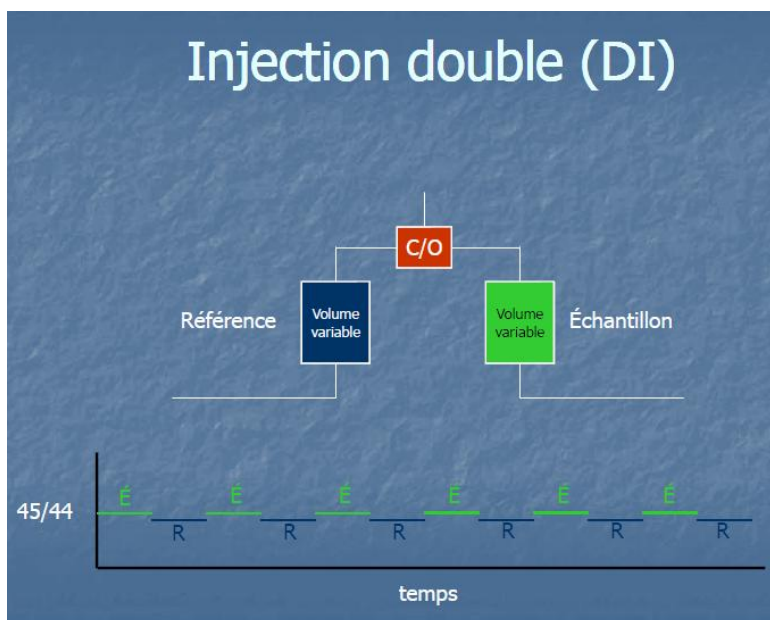 Injection double (DI)
C/O
Référence
Volume
variable
Volume
variable
Échantillon
45/44
É É É É É É
R R R R R R
temps